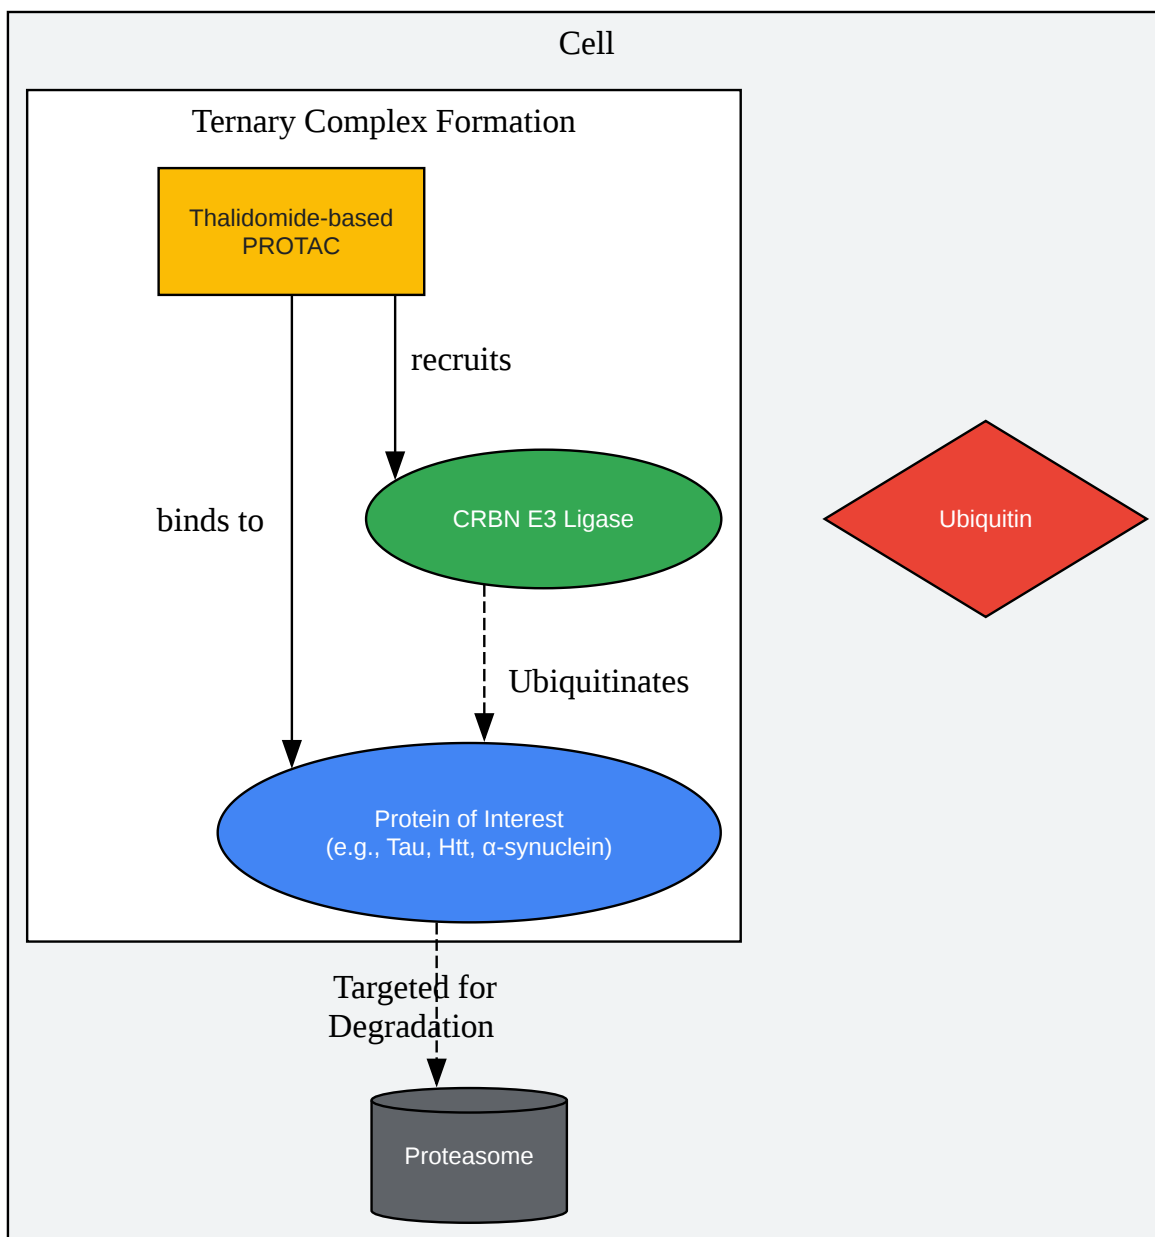 Cell
Ternary Complex Formation
Thalidomide-based
PROTAC
recruits
binds to
CRBN E3 Ligase
Ubiquitin
Ubiquitinates
Protein of Interest
(e.g., Tau, Htt, α-synuclein)
Targeted for
Degradation
Proteasome